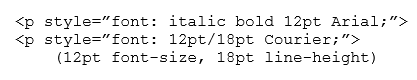 <p style=”font: italic bold 12pt Arial;”>
<p style=”font: 12pt/18pt Courier;”>
(12pt font-size, 18pt line-height)